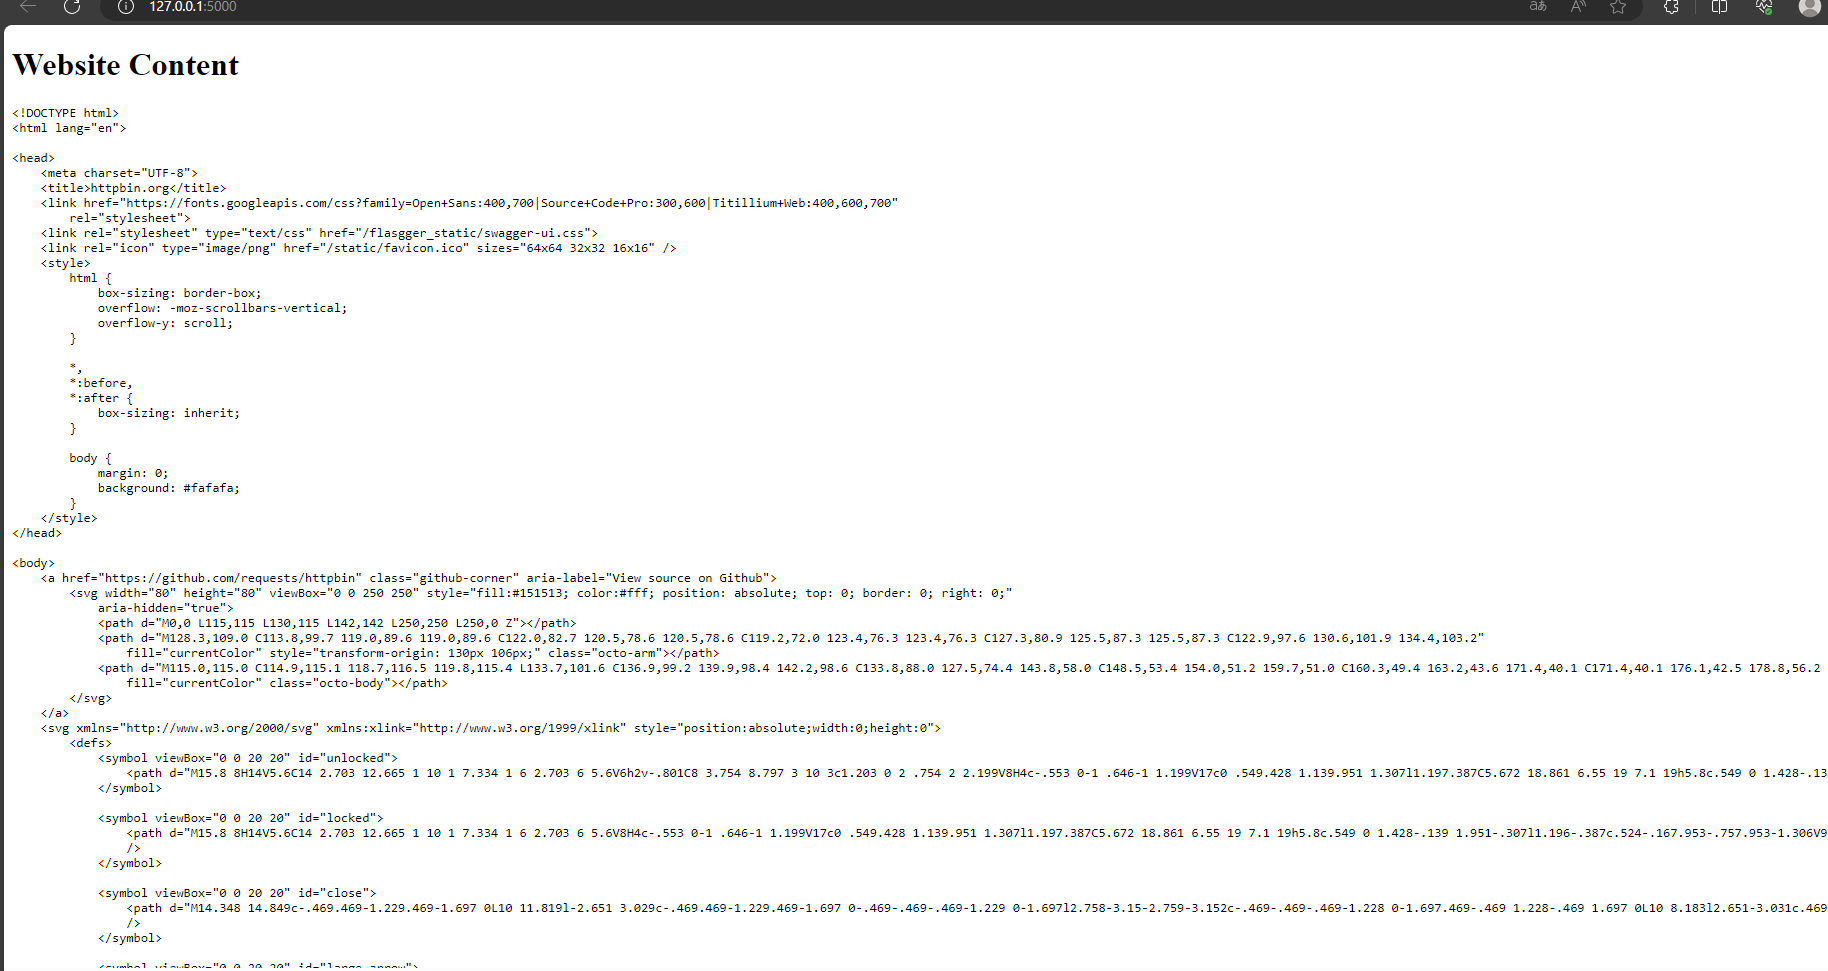 127.0.0.1:5000
Website Content
<!DOCTYPE html>
<html lang="en">
<head>
    <meta charset="UTF-8">
    <title>httpbin.org</title>
    <link href="https://fonts.googleapis.com/css?family=Open+Sans:400,700|Source+Code+Pro:300,600|Titillium+Web:400,600,700"
        rel="stylesheet">
    <link rel="stylesheet" type="text/css" href="/flasgger_static/swagger-ui.css">
    <link rel="icon" type="image/png" href="/static/favicon.ico" sizes="64x64 32x32 16x16" />
    <style>
        html {
            box-sizing: border-box;
            overflow: -moz-scrollbars-vertical;
            overflow-y: scroll;
        }
        *,
        *:before,
        *:after {
            box-sizing: inherit;
        }
        body {
            margin: 0;
            background: #fafafa;
        }
    </style>
</head>
<body>
    <a href="https://github.com/requests/httpbin" class="github-corner" aria-label="View source on Github">
        <svg width="80" height="80" viewBox="0 0 250 250" style="fill:#151513; color:#fff; position: absolute; top: 0; border: 0; right: 0;"
            aria-hidden="true">
            <path d="M0,0 L115,115 L130,115 L142,142 L250,250 L250,0 Z"></path>
            <path d="M128.3,109.0 C113.8,99.7 119.0,89.6 119.0,89.6 C122.0,82.7 120.5,78.6 120.5,78.6 C119.2,72.0 123.4,76.3 123.4,76.3 C127.3,80.9 125.5,87.3 125.5,87.3 C122.9,97.6 130.6,101.9 134.4,103.2"
                fill="currentColor" style="transform-origin: 130px 106px;" class="octo-arm"></path>
            <path d="M115.0,115.0 C114.9,115.1 118.7,116.5 119.8,115.4 L133.7,101.6 C136.9,99.2 139.9,98.4 142.2,98.6 C133.8,88.0 127.5,74.4 143.8,58.0 C148.5,53.4 154.0,51.2 159.7,51.0 C160.3,49.4 163.2,43.6 171.4,40.1 C171.4,40.1 176.1,42.5 178.8,56.2
                fill="currentColor" class="octo-body"></path>
        </svg>
    </a>
    <svg xmlns="http://www.w3.org/2000/svg" xmlns:xlink="http://www.w3.org/1999/xlink" style="position:absolute;width:0;height:0">
        <defs>
            <symbol viewBox="0 0 20 20" id="unlocked">
                <path d="M15.8 8H14V5.6C14 2.703 12.665 1 10 1 7.334 1 6 2.703 6 5.6V6h2v-.801C8 3.754 8.797 3 10 3c1.203 0 2 .754 2 2.199V8H4c-.553 0-1 .646-1 1.199V17c0 .549.428 1.139.951 1.307l1.197.387C5.672 18.861 6.55 19 7.1 19h5.8c.549 0 1.428-.13
            </symbol>
            <symbol viewBox="0 0 20 20" id="locked">
                <path d="M15.8 8H14V5.6C14 2.703 12.665 1 10 1 7.334 1 6 2.703 6 5.6V8H4c-.553 0-1 .646-1 1.199V17c0 .549.428 1.139.951 1.307l1.197.387C5.672 18.861 6.55 19 7.1 19h5.8c.549 0 1.428-.139 1.951-.307l1.196-.387c.524-.167.953-.757.953-1.306V9
                />
            </symbol>
            <symbol viewBox="0 0 20 20" id="close">
                <path d="M14.348 14.849c-.469.469-1.229.469-1.697 0L10 11.819l-2.651 3.029c-.469.469-1.229.469-1.697 0-.469-.469-.469-1.229 0-1.697l2.758-3.15-2.759-3.152c-.469-.469-.469-1.228 0-1.697.469-.469 1.228-.469 1.697 0L10 8.183l2.651-3.031c.469
                />
            </symbol>
            <symbol viewBox="0 0 20 20" id="large-arrow">